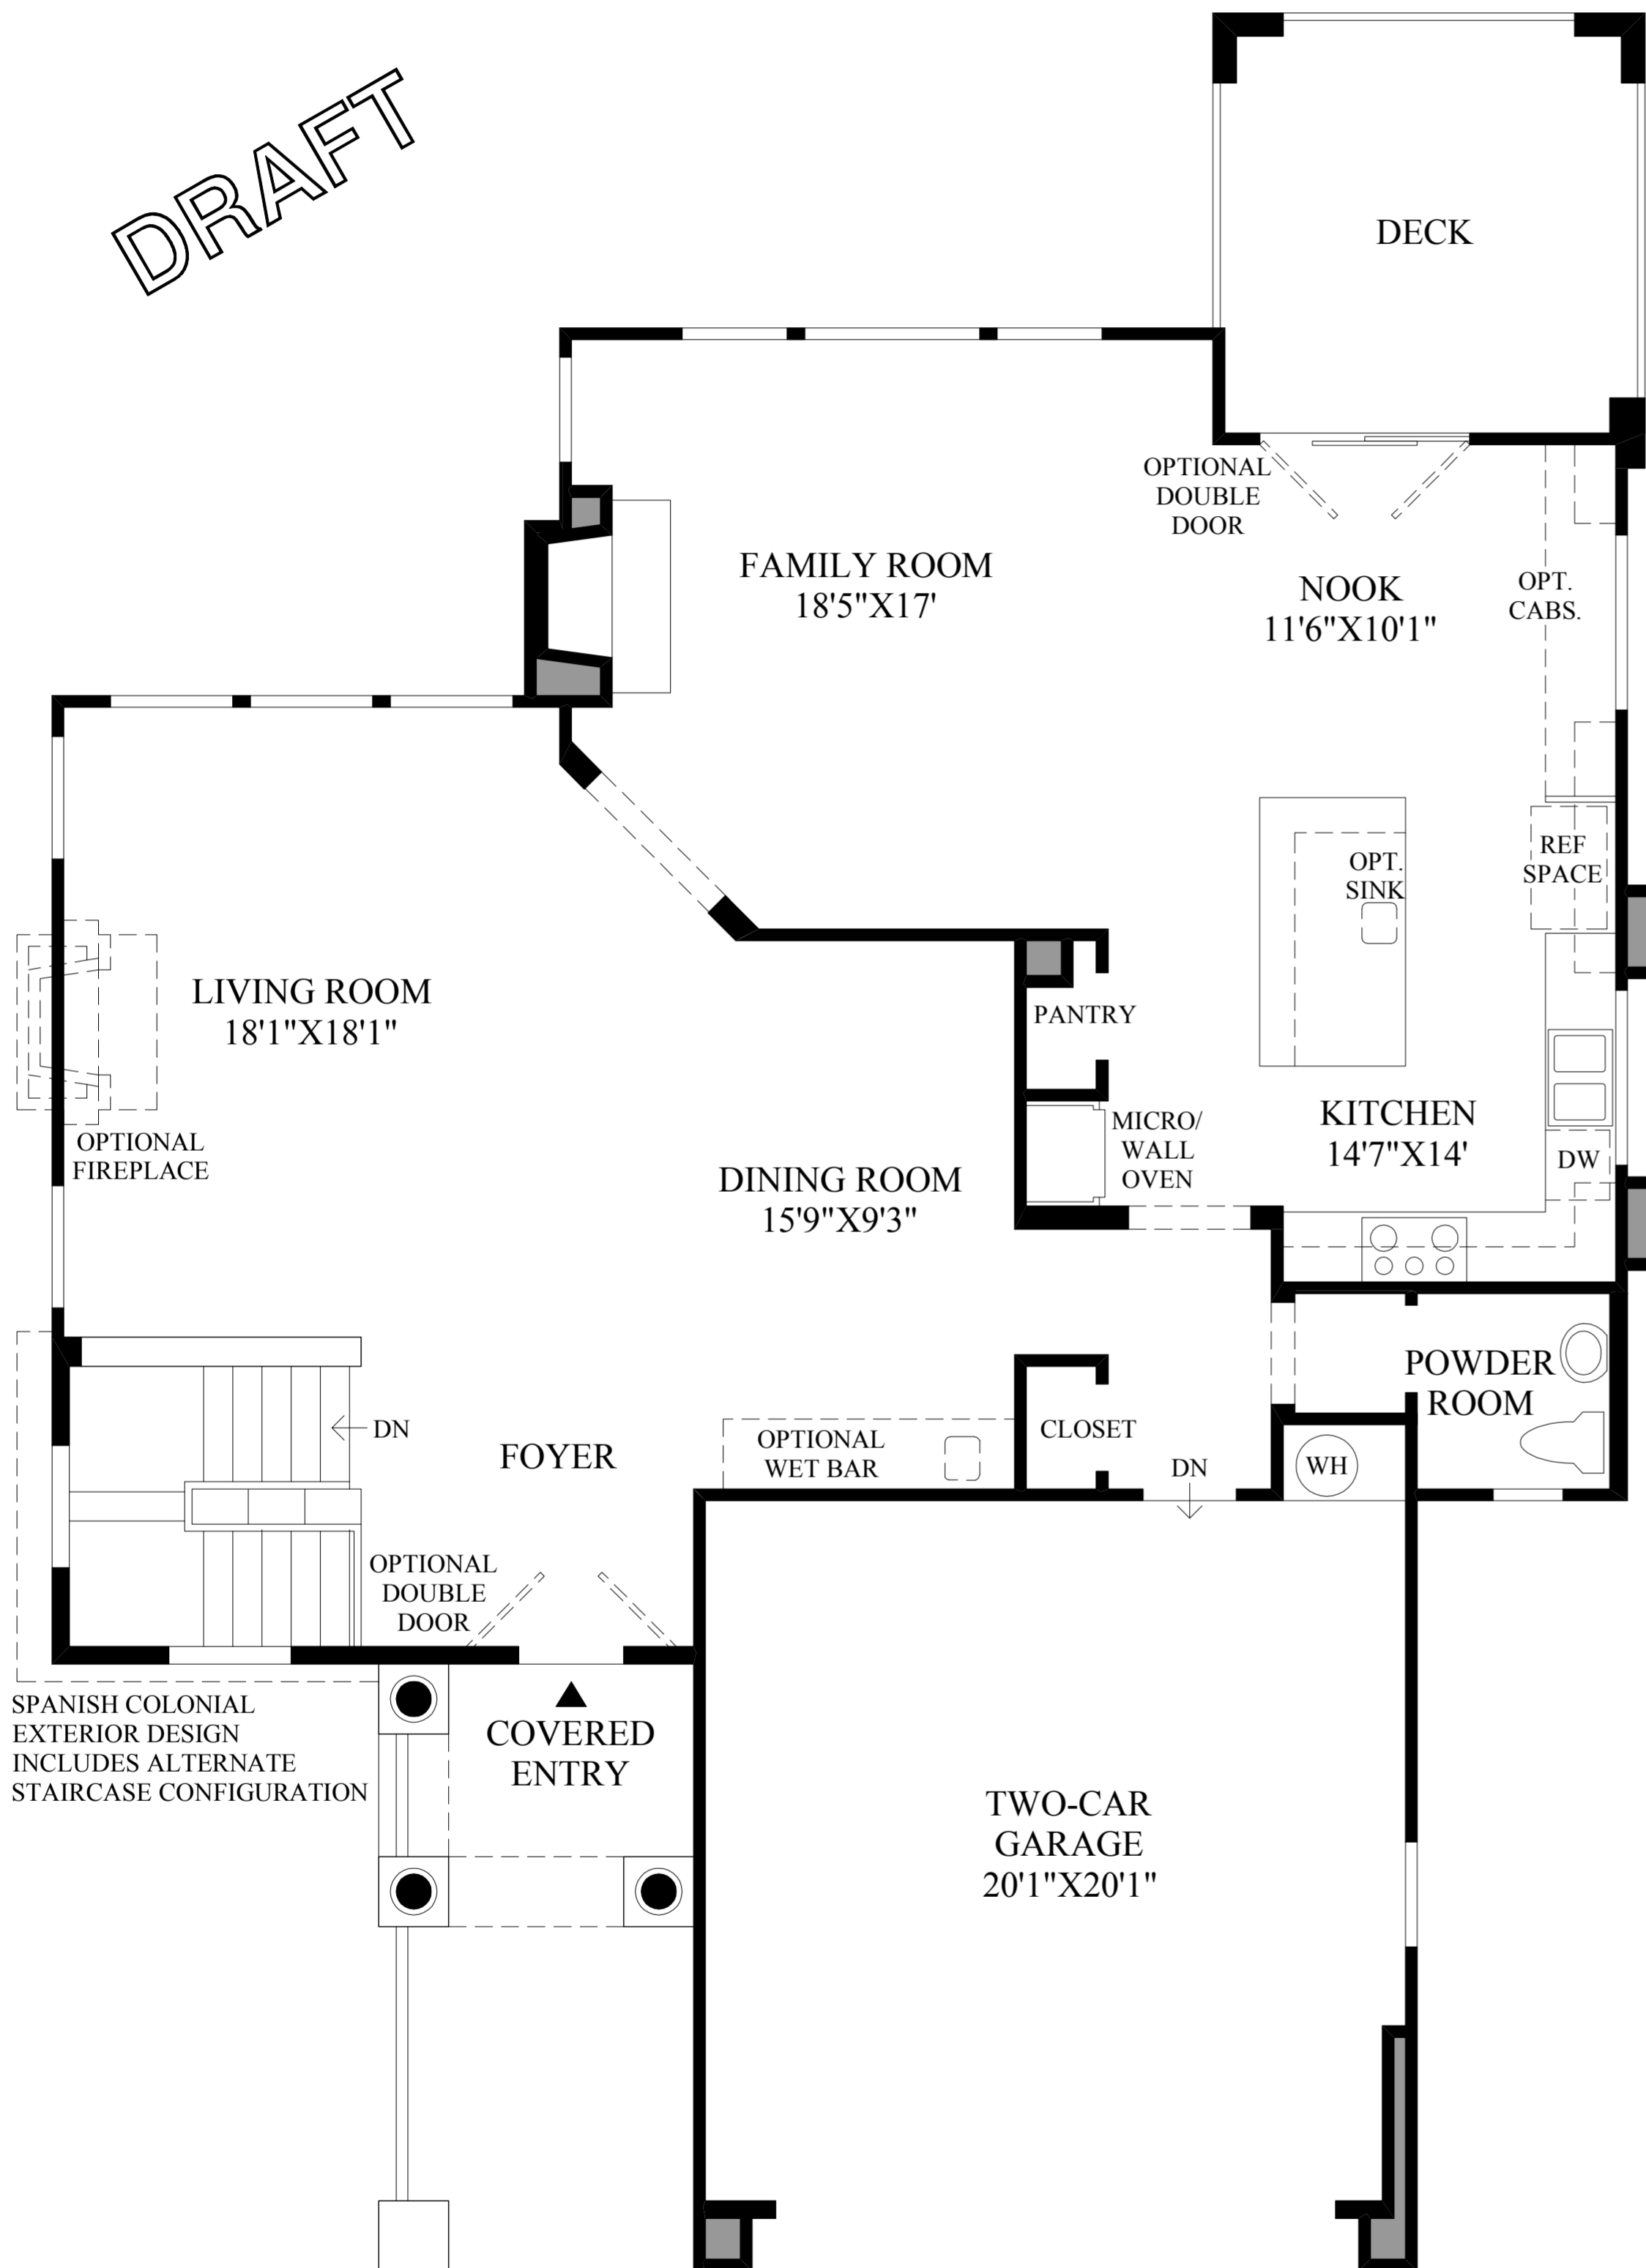 DRAFT
DECK
OPTIONAL
DOUBLE
DOOR
FAMILY ROOM
18'5"X17'
NOOK
11'6"X10'1"
OPT.
CABS.
OPT.
SINK
REF
SPACE
LIVING ROOM
18'1"X18'1"
PANTRY
OPTIONAL
FIREPLACE
MICRO/
WALL
OVEN
KITCHEN
14'7"X14'
DW
DINING ROOM
15'9"X9'3"
POWDER
ROOM
DN
FOYER
OPTIONAL
WET BAR
CLOSET
DN
WH
OPTIONAL
DOUBLE
DOOR
SPANISH COLONIAL
EXTERIOR DESIGN
INCLUDES ALTERNATE
STAIRCASE CONFIGURATION
COVERED
ENTRY
TWO-CAR
GARAGE
20'1"X20'1"